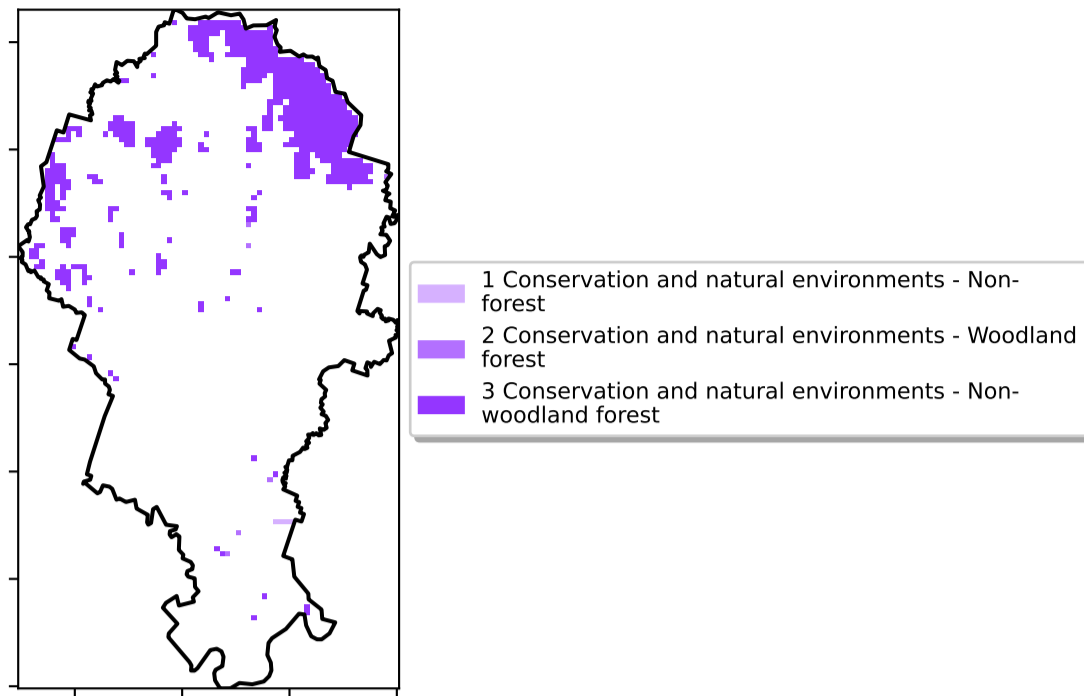 1 Conservation and natural environments - Non-
forest
2 Conservation and natural environments - Woodland
forest
3 Conservation and natural environments - Non-
woodland forest